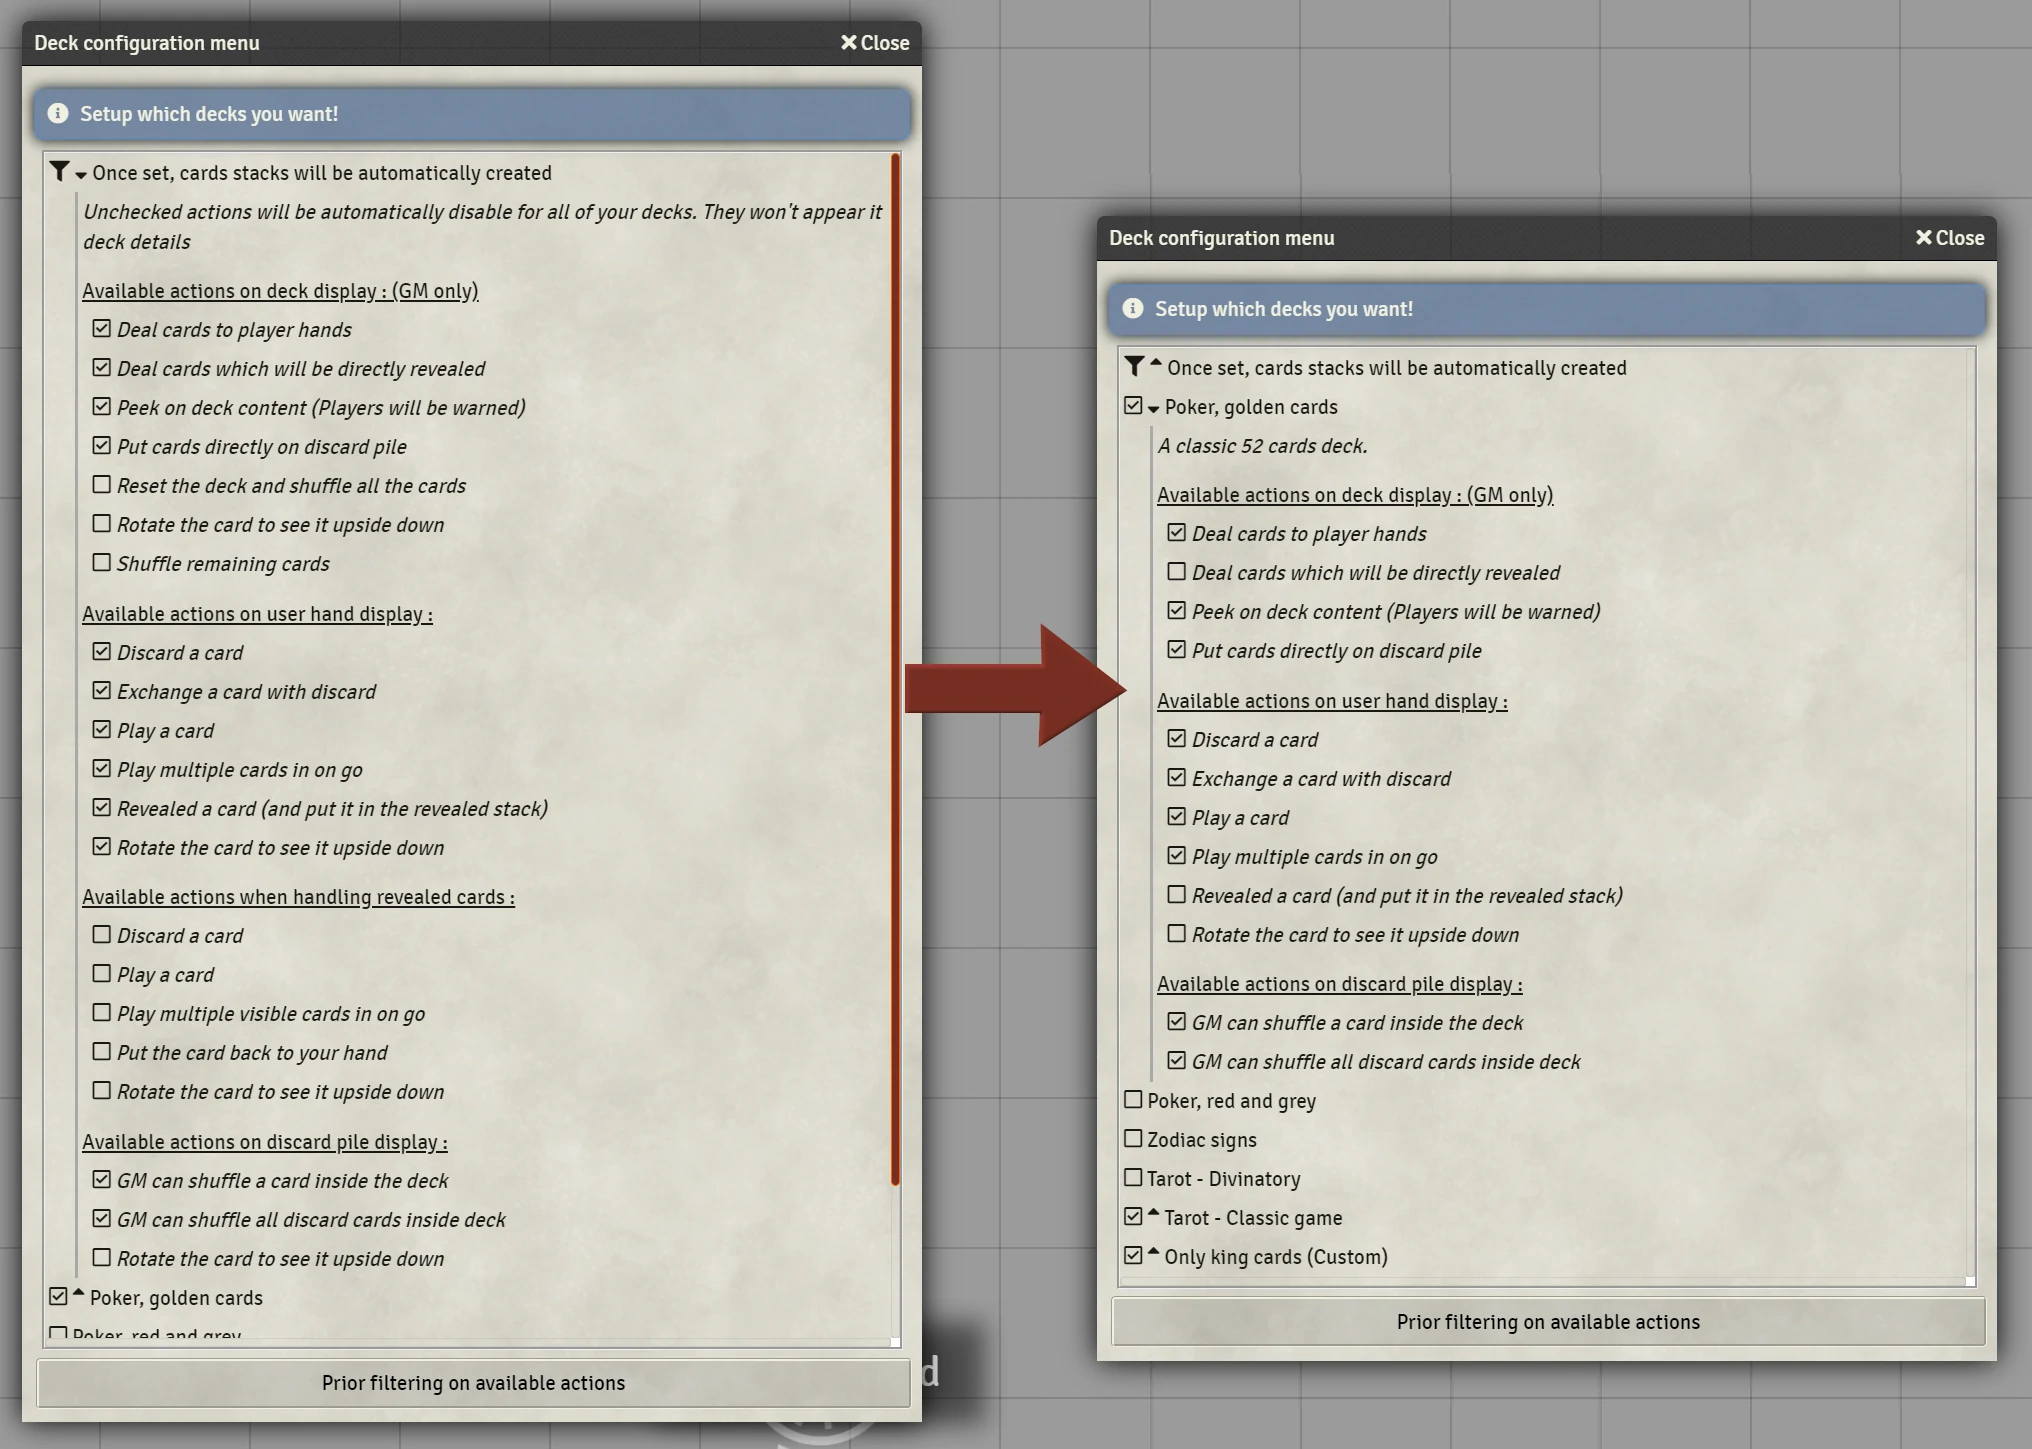 Deck configuration menu
Close
Setup which decks you want!
Once set, cards stacks will be automatically created
Unchecked actions will be automatically disable for all of your decks. They won't appear it
deck details
Available actions on deck display : (GM only)
Deal cards to player hands
Deal cards which will be directly revealed
Peek on deck content (Players will be warned)
Put cards directly on discard pile
Reset the deck and shuffle all the cards
Rotate the card to see it upside down
Shuffle remaining cards
Available actions on user hand display :
Discard a card
Exchange a card with discard
Play a card
Play multiple cards in on go
Revealed a card (and put it in the revealed stack)
Rotate the card to see it upside down
Available actions when handling revealed cards :
Discard a card
Play a card
Play multiple visible cards in on go
Put the card back to your hand
Rotate the card to see it upside down
Available actions on discard pile display :
GM can shuffle a card inside the deck
GM can shuffle all discard cards inside deck
Rotate the card to see it upside down
Poker, golden cards
Poker, red and grey
Prior filtering on available actions
d
Deck configuration menu
Close
Setup which decks you want!
Once set, cards stacks will be automatically created
Poker, golden cards
A classic 52 cards deck.
Available actions on deck display : (GM only)
Deal cards to player hands
Deal cards which will be directly revealed
Peek on deck content (Players will be warned)
Put cards directly on discard pile
Available actions on user hand display :
Discard a card
Exchange a card with discard
Play a card
Play multiple cards in on go
Revealed a card (and put it in the revealed stack)
Rotate the card to see it upside down
Available actions on discard pile display :
GM can shuffle a card inside the deck
GM can shuffle all discard cards inside deck
Poker, red and grey
Zodiac signs
Tarot - Divinatory
Tarot - Classic game
Only king cards (Custom)
Prior filtering on available actions